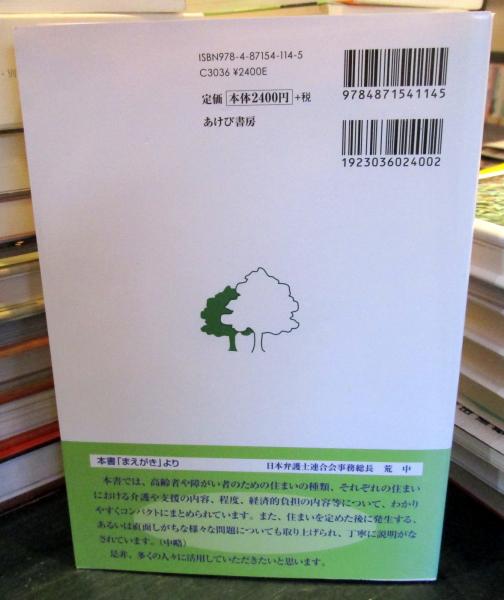 ISBN978-4-87154-114-5
C3036 ¥2400E
定価 本体2400円 +税
あけび書房
9784871541145
1923036024002
本書「まえがき」より
日本弁護士連合会事務総長 荒 中
本書では、高齢者や障がい者のための住まいの種類、それぞれの住まい
における介護や支援の内容、程度、経済的負担の内容等について、わかり
やすくコンパクトにまとめられています。また、住まいを定めた後に発生する、
あるいは直面しがちな様々な問題についても取り上げられ、丁寧に説明がな
されています。(中略)
是非、多くの人々に活用していただきたいと思います。